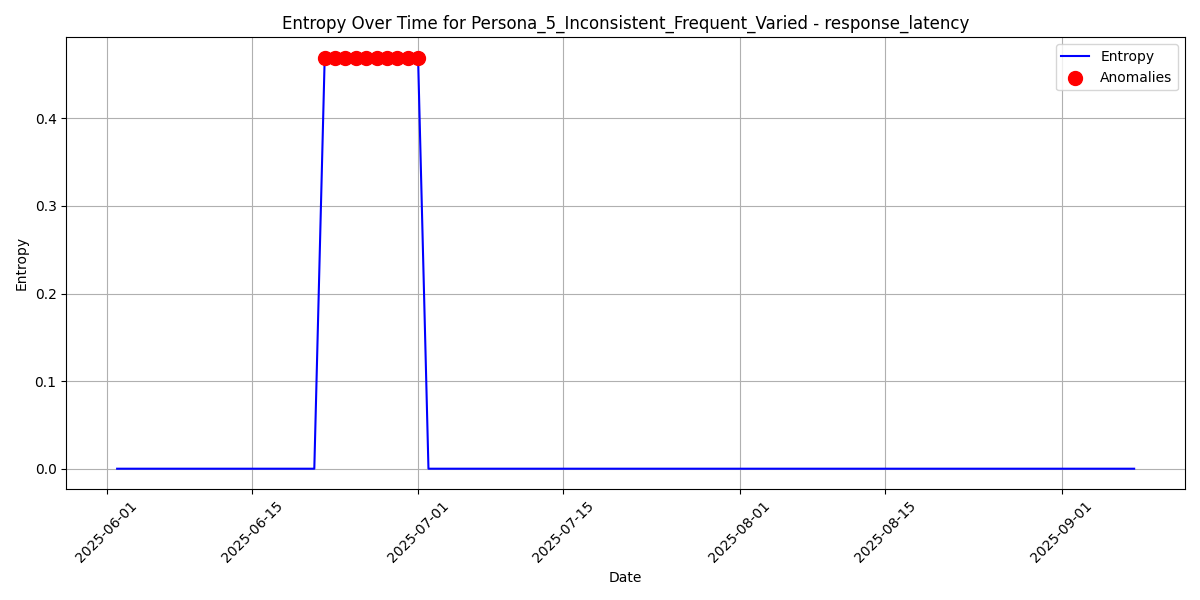 Entropy Over Time for Persona_5_Inconsistent_Frequent_Varied - response_latency
Entropy
Anomalies
Entropy
0.4
0.3
0.2
0.1
0.0
2025-06-01
2025-06-15
2025-07-01
2025-07-15
2025-08-01
2025-08-15
2025-09-01
Date